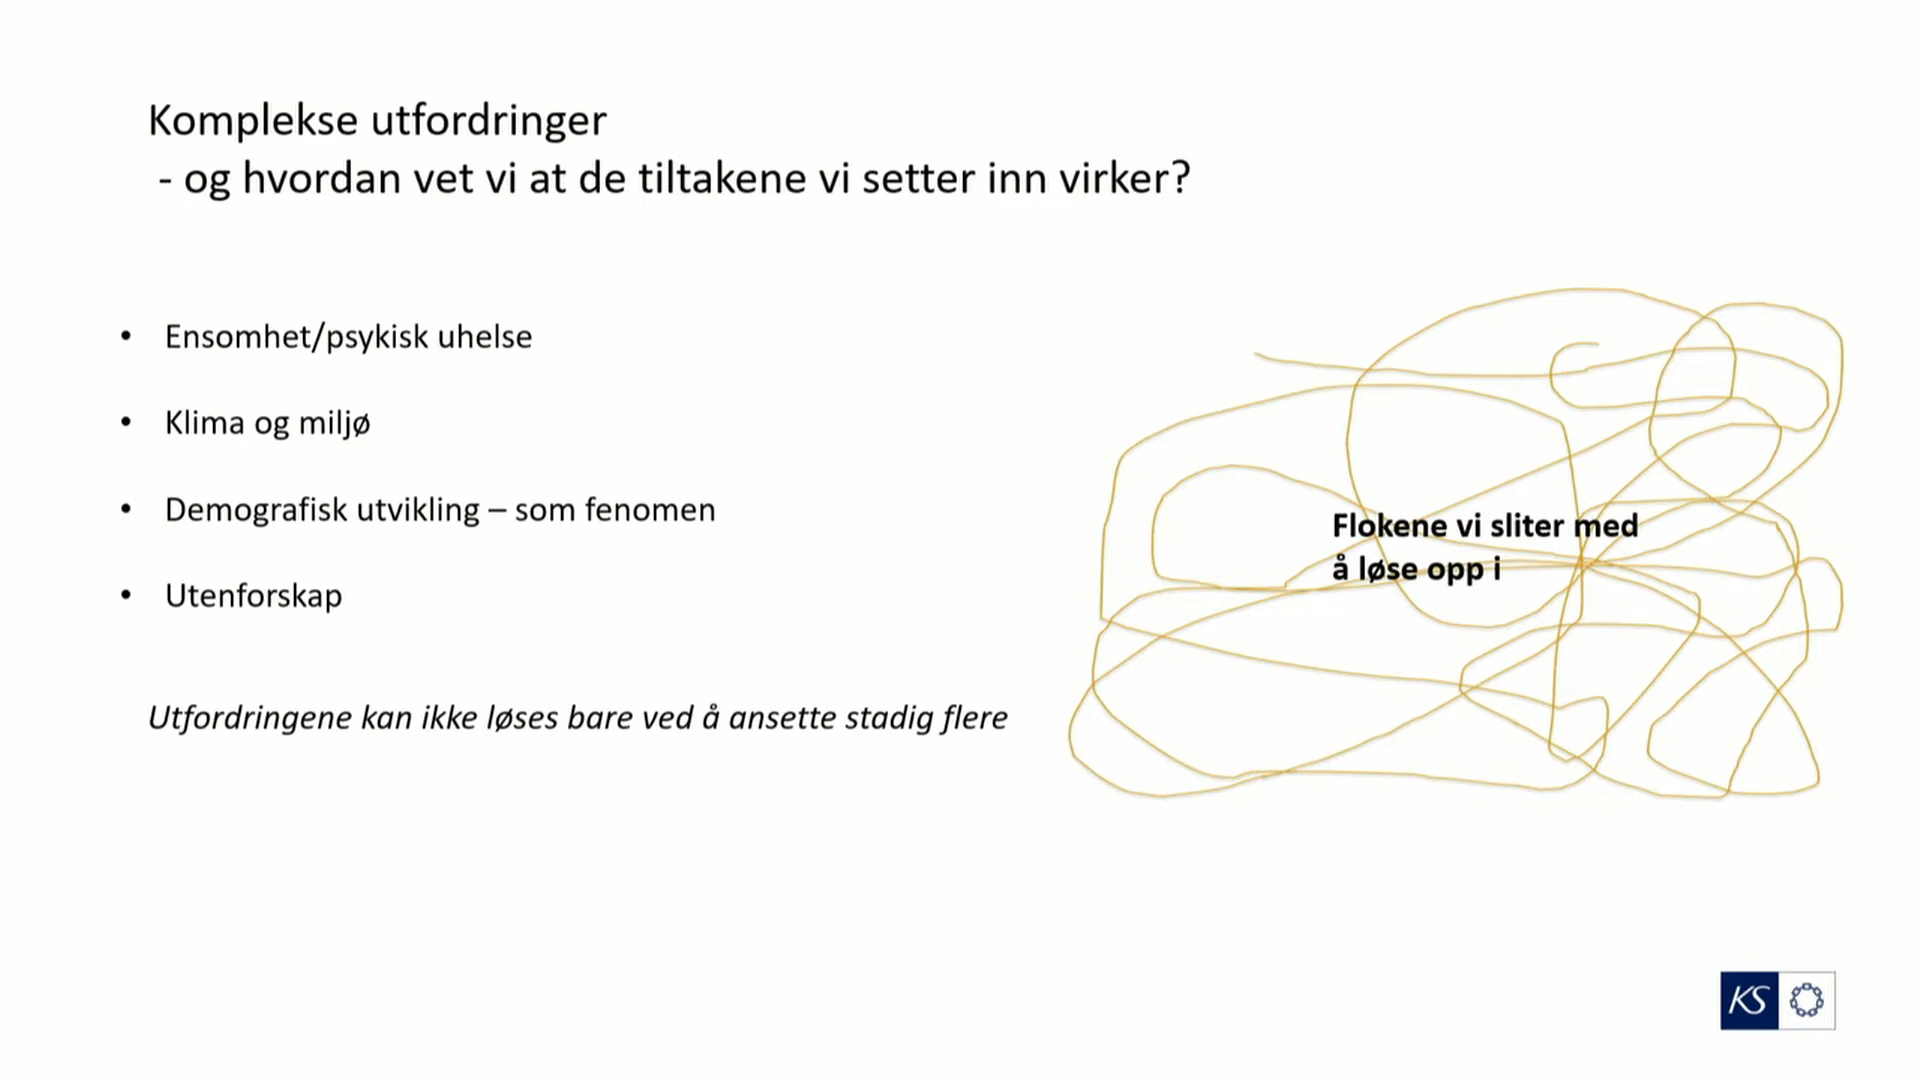 Komplekse utfordringer
- og hvordan vet vi at de tiltakene vi setter inn virker?
• Ensomhet/psykisk uhelse
• Klima og miljø
• Demografisk utvikling – som fenomen
• Utenforskap
Utfordringene kan ikke løses bare ved å ansette stadig flere
Flokene vi sliter med
å løse opp i
KS